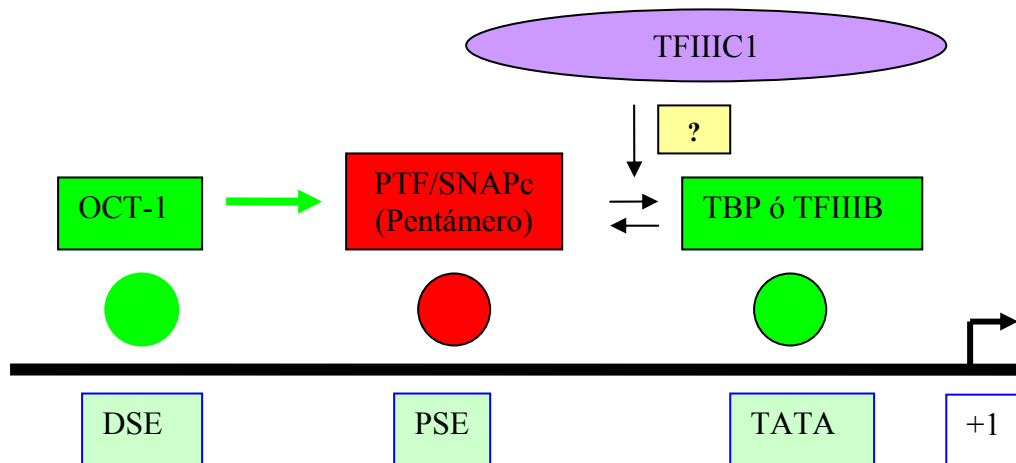 TFIIIC1
?
OCT-1
PTF/SNAPc
(Pentámero)
TBP ó TFIIIB
DSE
PSE
TATA
+1